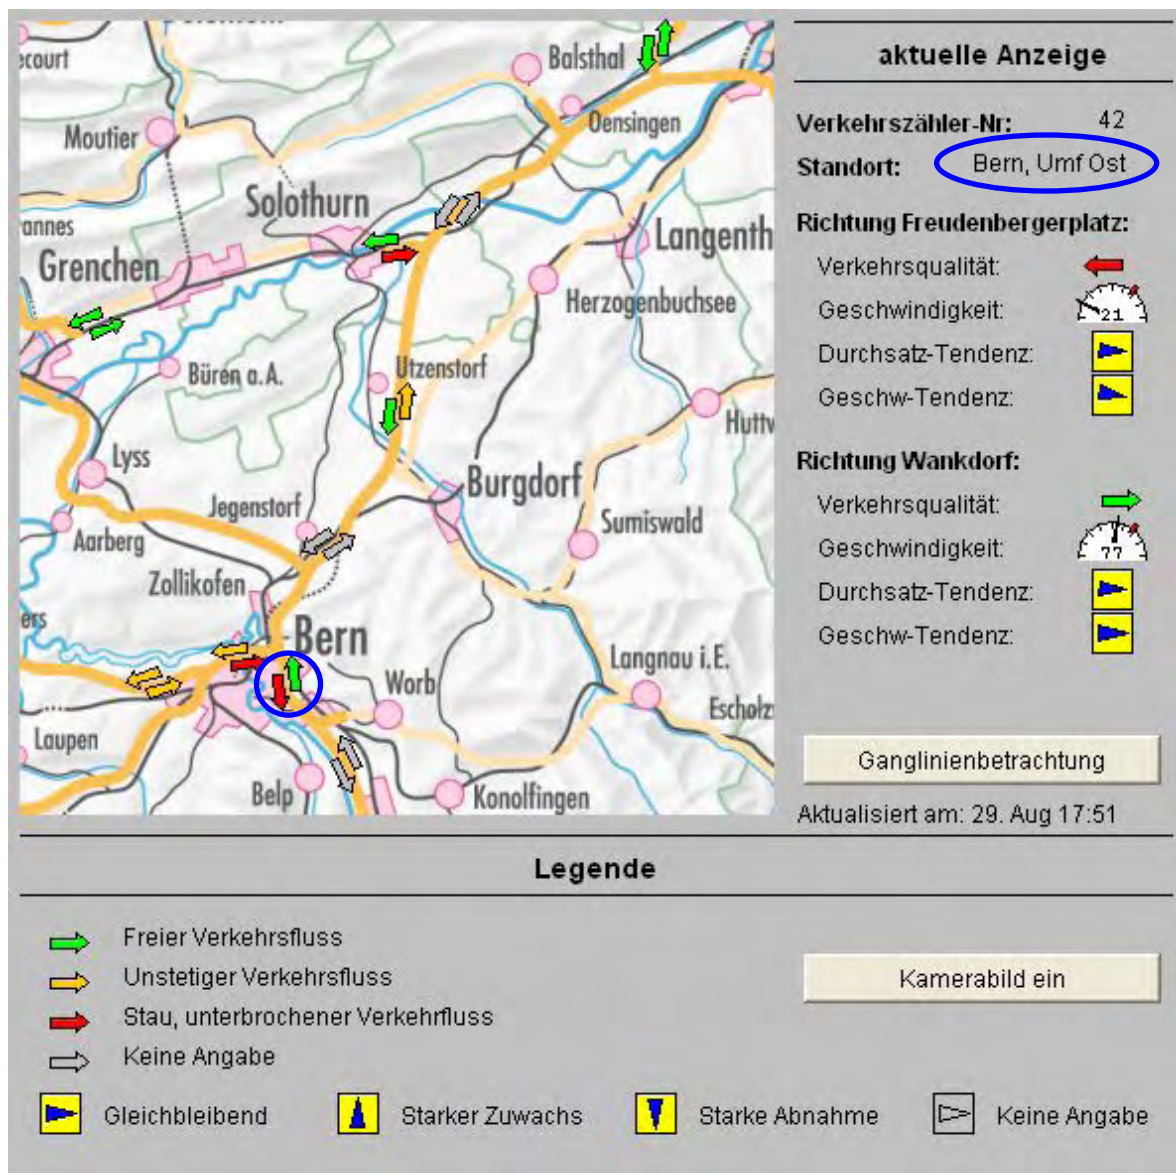 ecourt
Balsthal
Moutier
Oensingen
Solothurn
annes
Langenth
Grenchen
Herzogenbuchsee
Büren a.A.
Utzenstorf
Huttw
Lyss
Burgdorf
Jegenstorf
Sumiswald
Aarberg
Zollikofen
ers
Bern
Langnau i.E.
Worb
Escholz
Laupen
Belp
Konolfingen
aktuelle Anzeige
Verkehrszähler-Nr: 42
Standort: Bern, Umf Ost
Richtung Freudenbergerplatz:
Verkehrsqualität:
Geschwindigkeit: 21
Durchsatz-Tendenz:
Geschw-Tendenz:
Richtung Wankdorf:
Verkehrsqualität:
Geschwindigkeit: 77
Durchsatz-Tendenz:
Geschw-Tendenz:
Ganglinienbetrachtung
Aktualisiert am: 29. Aug 17:51
Legende
Freier Verkehrsfluss
Unstetiger Verkehrsfluss
Stau, unterbrochener Verkehrfluss
Keine Angabe
Kamerabild ein
Gleichbleibend Starker Zuwachs Starke Abnahme Keine Angabe